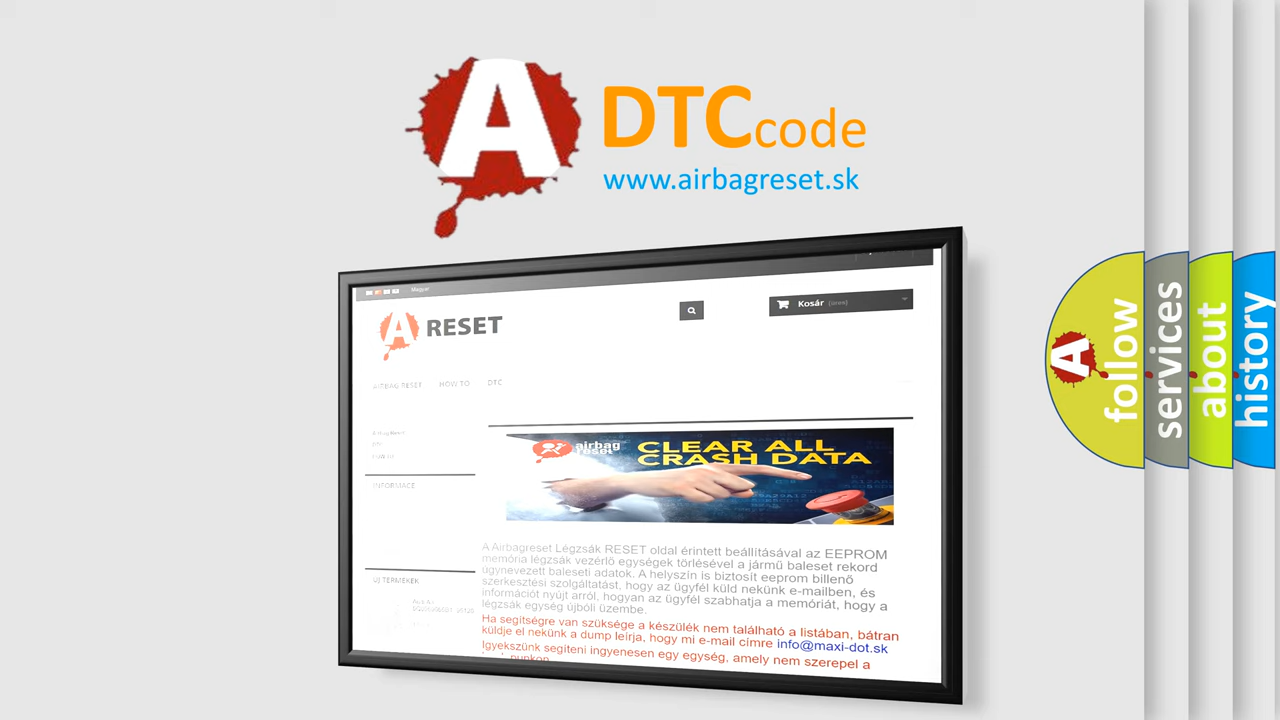 A
DTC code
www.airbagreset.sk
Magyar
Kosár (üres)
A RESET
AIRBAG RESET HOW TO DTC
INFORMACE
airbag
reset
CLEAR ALL
CRASH DATA
A Airbagreset Légzsák RESET oldal érintett beállításával az EEPROM
memória légzsák vezérlő egységek törlésével a jármű baleset rekord
úgynevezett baleseti adatok. A helyszín is biztosít eeprom billenő
szerkesztési szolgáltatást, hogy az ügyfél küld nekünk e-mailben, és
információt nyújt arról, hogyan az ügyfél szabhatja a memóriát, hogy a
légzsák egység újbóli üzembe.
Ha segítségre van szüksége a készülék nem található a listában, bátran
küldje el nekünk a dump leírja, hogy mi e-mail címre info@maxi-dot.sk
Igyekszünk segíteni ingyenesen egy egység, amely nem szerepel a
ÚJ TERMÉKEK
A
follow
services
about
history